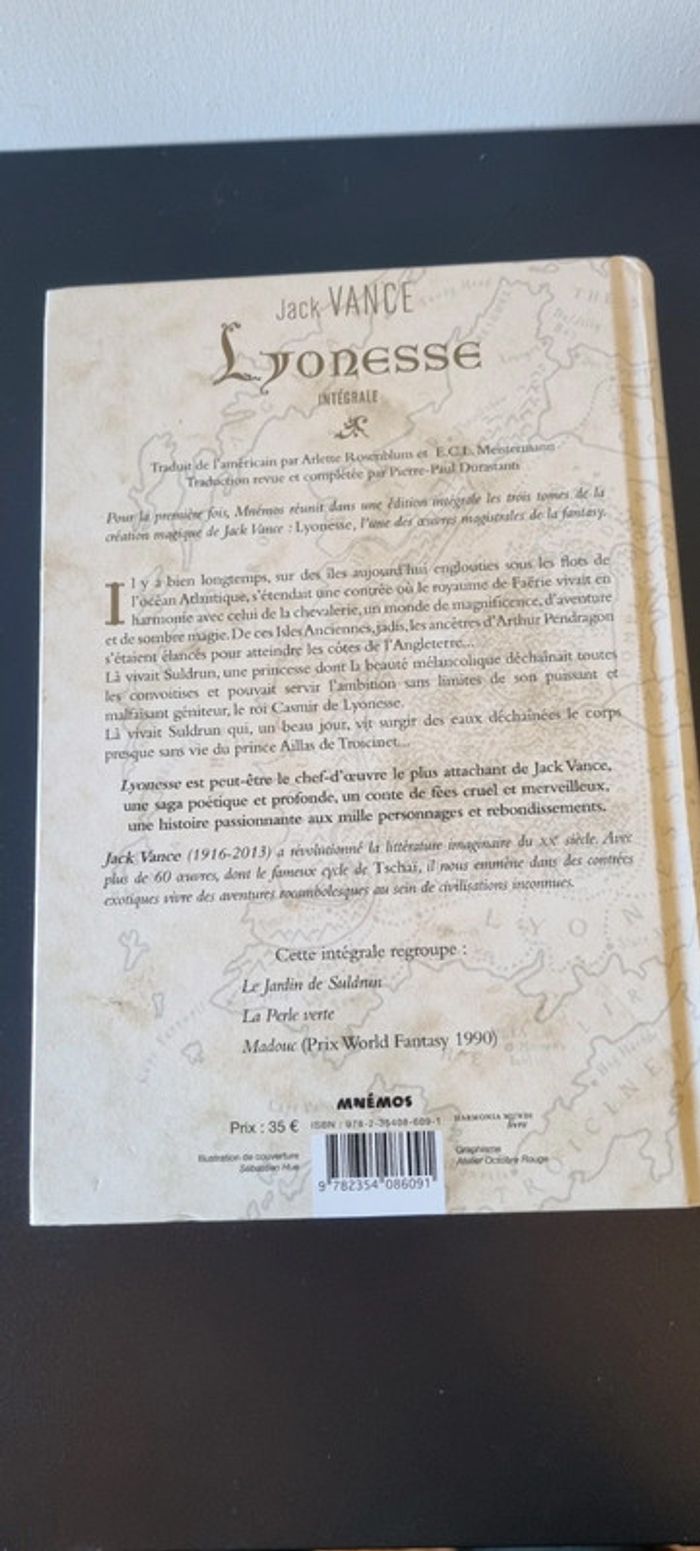 Jack VANCE
Lyonesse
INTÉGRALE
Traduit de l'américain par Arlette Rosenblum et E.C.L. Meistermann
Traduction revue et complétée par Pierre-Paul Durastanti
Pour la première fois, Mnémos réunit dans une édition intégrale les trois tomes de la
création magique de Jack Vance : Lyonesse, l'une des œuvres magistrales de la fantasy.
Il y a bien longtemps, sur des îles aujourd'hui englouties sous les flots de
l'océan Atlantique, s'étendait une contrée où le royaume de Faërie vivait en
harmonie avec celui de la chevalerie, un monde de magnificence, d'aventure
et de sombre magie. De ces Isles Anciennes, jadis, les ancêtres d'Arthur Pendragon
s'étaient élancés pour atteindre les côtes de l'Angleterre...
Là vivait Suldrun, une princesse dont la beauté mélancolique déchaînait toutes
les convoitises et pouvait servir l'ambition sans limites de son puissant et
malfaisant géniteur, le roi Casmir de Lyonesse.
Là vivait Suldrun qui, un beau jour, vit surgir des eaux déchaînées le corps
presque sans vie du prince Aillas de Troicinet...
Lyonesse est peut-être le chef-d'œuvre le plus attachant de Jack Vance,
une saga poétique et profonde, un conte de fées cruel et merveilleux,
une histoire passionnante aux mille personnages et rebondissements.
Jack Vance (1916-2013) a révolutionné la littérature imaginaire du XXe siècle. Avec
plus de 60 œuvres, dont le fameux cycle de Tschaï, il nous emmène dans des contrées
exotiques vivre des aventures rocambolesques au sein de civilisations inconnues.
Cette intégrale regroupe :
Le Jardin de Suldrun
La Perle verte
Madouc (Prix World Fantasy 1990)
MNÉMOS
Prix : 35 €
ISBN : 978-2-35408-609-1
HARMONIA MUNDI
livre
Illustration de couverture
Sébastien Hue
Graphisme
Atelier Octobre Rouge
9 782354 086091